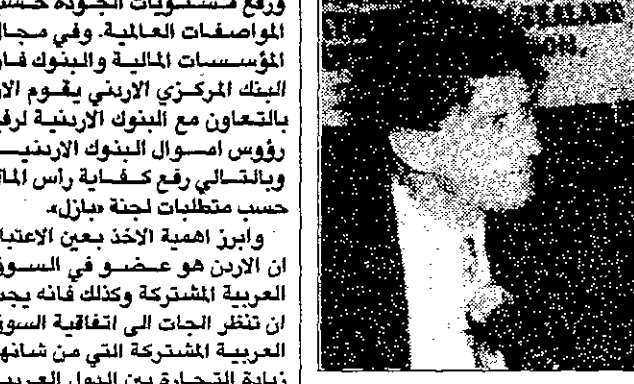 ورفع مستويات الجودة حسب
المواصفات العالمية. وفي مجال
المؤسسات المالية والبنوك فان
البنك المركزي الاردني يقوم الان
بالتعاون مع البنوك الاردنية لرفع
رؤوس اموال البنوك الاردنيـــة
وبالتالي رفع كفاية رأس المال
حسب متطلبات لجنة «بازل».
وابرز اهمية الاخذ بعين الاعتبار
ان الاردن هو عضو في السوق
العربية المشتركة وكذلك فانه يجب
ان تنظر الجات الى اتفاقية السوق
العربية المشتركة التي من شانها
زيادة التجارة بين الدول العربية
ZEALAND